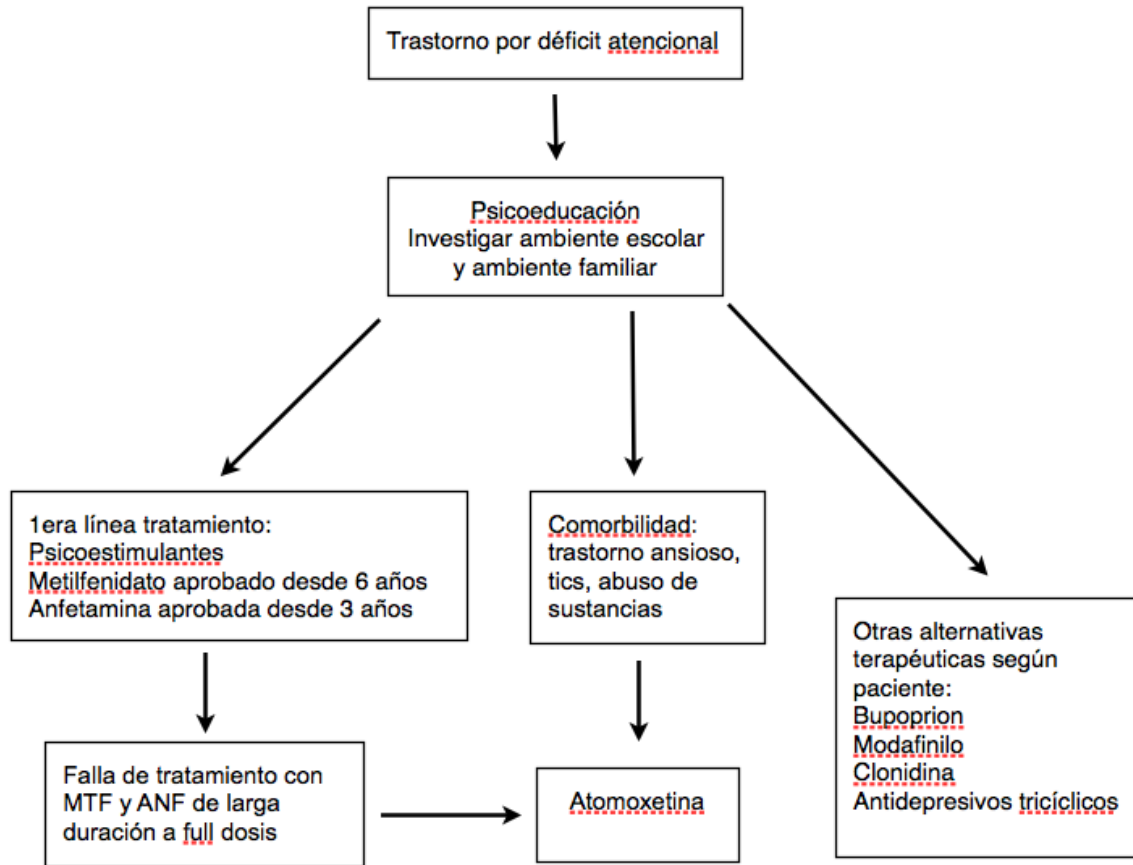 Trastorno por déficit atencional
Psicoeducación
Investigar ambiente escolar
y ambiente familiar
1era línea tratamiento:
Psicoestimulantes
Metilfenidato aprobado desde 6 años
Anfetamina aprobada desde 3 años
Comorbilidad:
trastorno ansioso,
tics, abuso de
sustancias
Otras alternativas
terapéuticas según
paciente:
Bupoprion
Modafinilo
Clonidina
Antidepresivos tricíclicos
Falla de tratamiento con
MTF y ANF de larga
duración a full dosis
Atomoxetina